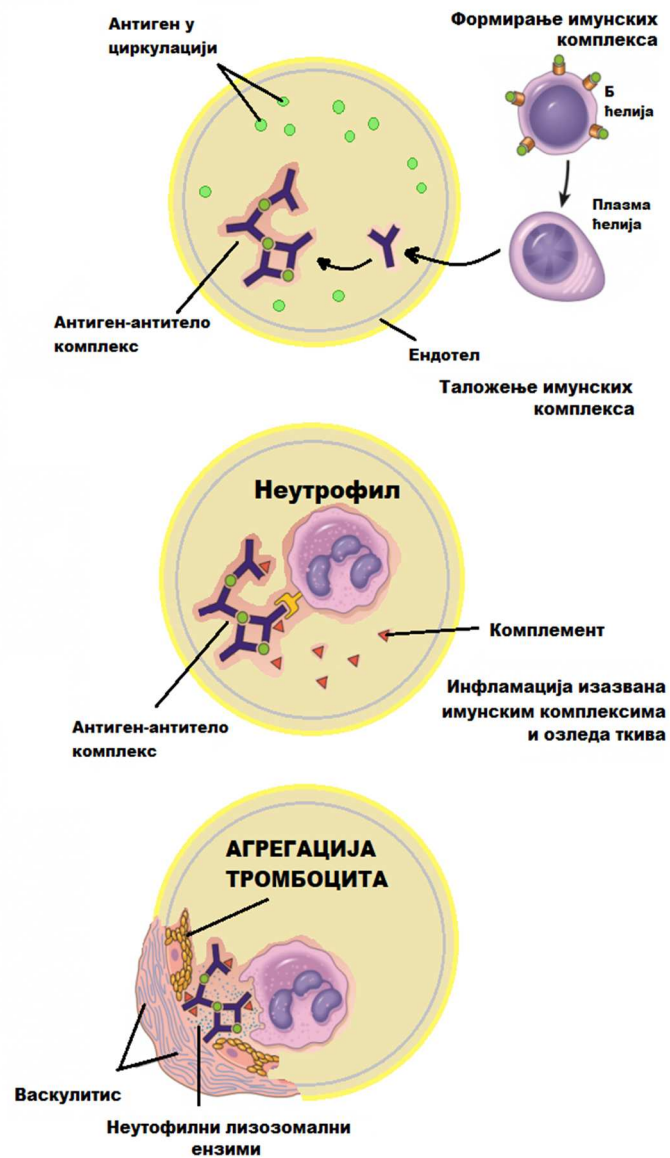 Антиген у
циркулацији
Формирање имунских
комплекса
Б
ћелија
Плазма
ћелија
Антиген-антитело
комплекс
Ендотел
Таложење имунских
комплекса
Неутрофил
Комплемент
Антиген-антитело
комплекс
Инфламација изазвана
имунским комплексима
и озледа ткива
АГРЕГАЦИЈА
ТРОМБОЦИТА
Васкулитис
Неутофилни лизозомални
ензими